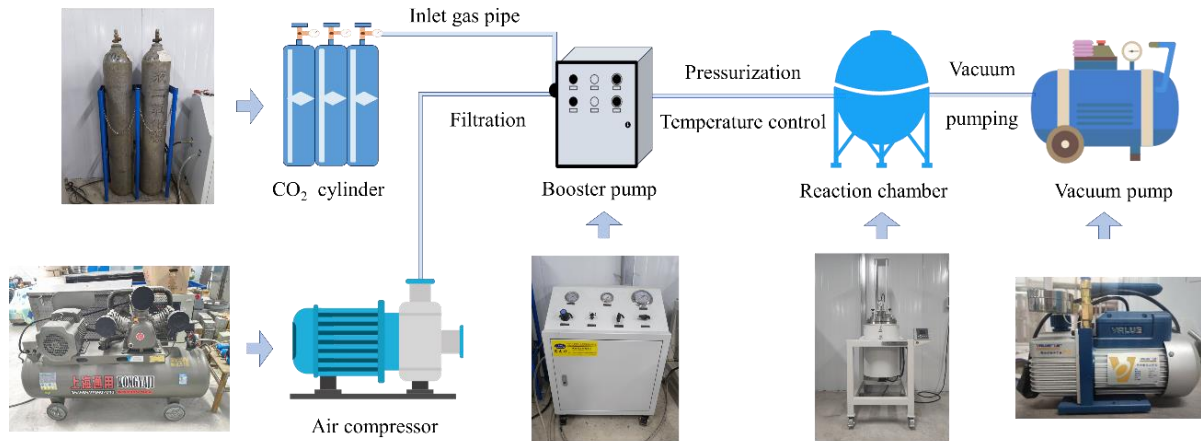 Inlet gas pipe
Filtration
Pressurization
Temperature control
Vacuum
pumping
CO₂ cylinder
Booster pump
Reaction chamber
Vacuum pump
VALUE
Air compressor